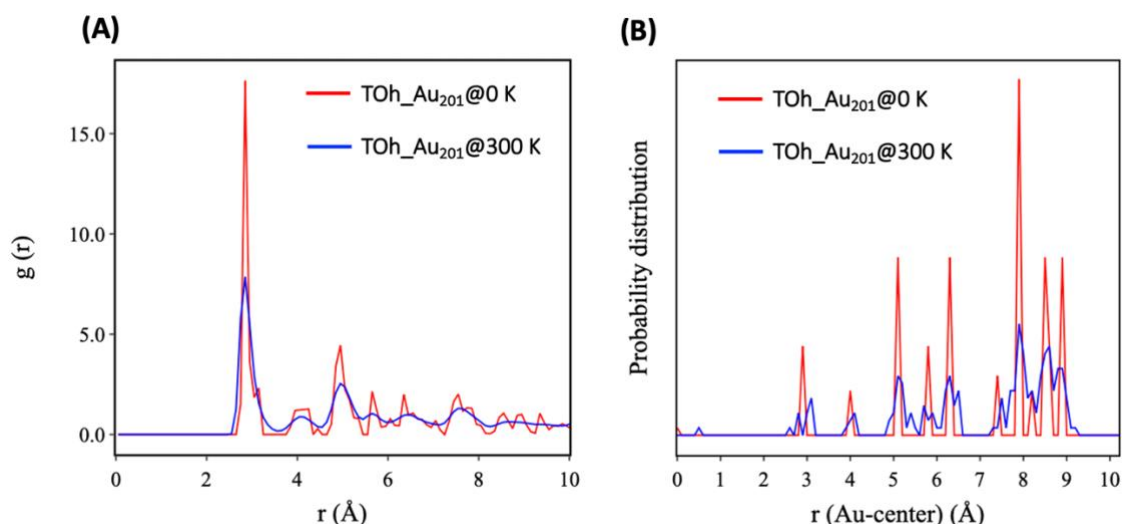 (A)
TOh_Au₂₀₁@0 K
TOh_Au₂₀₁@300 K
15.0
10.0
5.0
0.0
g (r)
0 2 4 6 8 10
r (Å)
(B)
TOh_Au₂₀₁@0 K
TOh_Au₂₀₁@300 K
Probability distribution
0 1 2 3 4 5 6 7 8 9 10
r (Au-center) (Å)